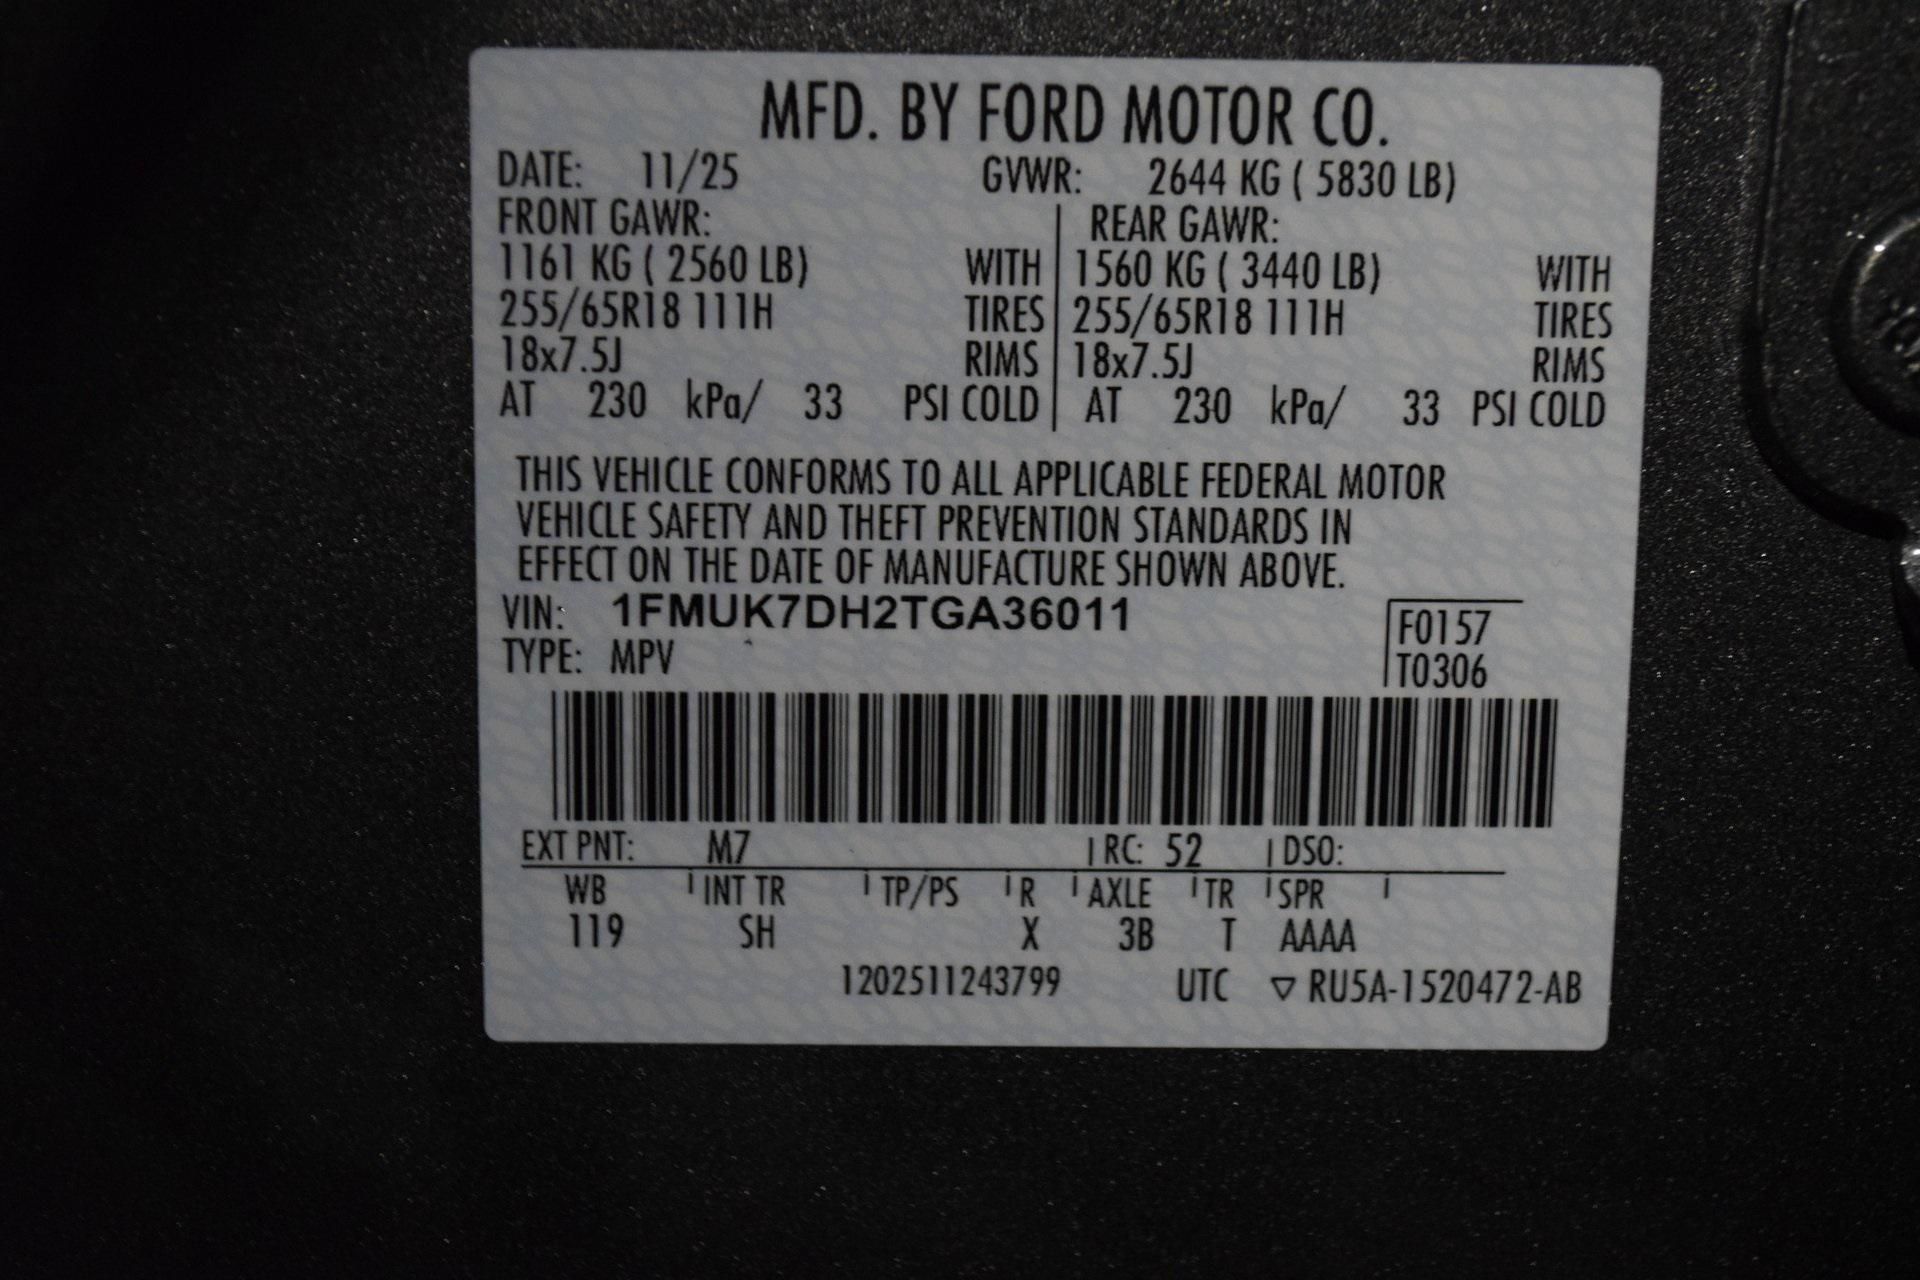 MFD. BY FORD MOTOR CO.
DATE: 11/25 GVWR: 2644 KG ( 5830 LB)
FRONT GAWR: REAR GAWR:
1161 KG ( 2560 LB) WITH 1560 KG ( 3440 LB) WITH
255/65R18 111H TIRES 255/65R18 111H TIRES
18x7.5J RIMS 18x7.5J RIMS
AT 230 kPa/ 33 PSI COLD AT 230 kPa/ 33 PSI COLD
THIS VEHICLE CONFORMS TO ALL APPLICABLE FEDERAL MOTOR
VEHICLE SAFETY AND THEFT PREVENTION STANDARDS IN
EFFECT ON THE DATE OF MANUFACTURE SHOWN ABOVE.
VIN: 1FMUK7DH2TGA36011 F0157
TYPE: MPV T0306
EXT PNT: M7 RC: 52 DSO:
WB INT TR TP/PS R AXLE TR SPR
119 SH X 3B T AAAA
1202511243799 UTC ▽ RU5A-1520472-AB